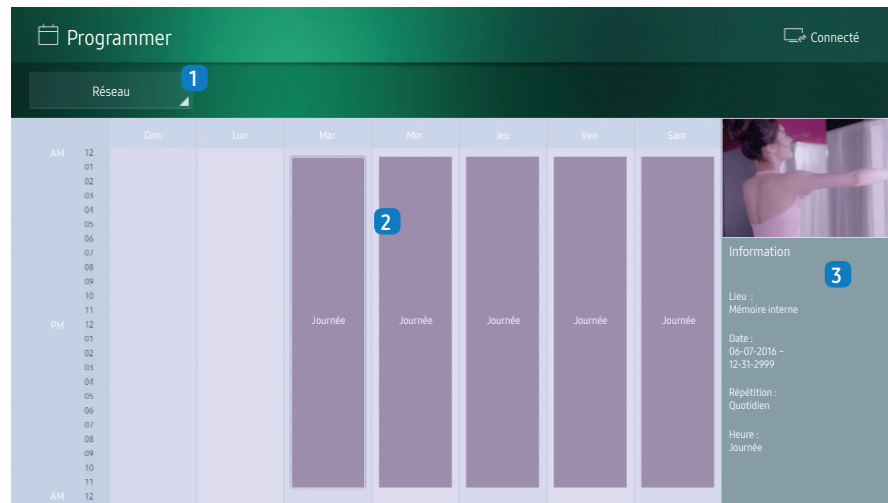 Programmer
Connecté
Réseau
1
Dim Lun Mar Mer Jeu Ven Sam
AM 12
01
02
03
04
05
2
06
07
08
09
10
11
PM 12
Journée Journée Journée Journée Journée
01
02
03
04
05
06
07
08
09
10
11
AM 12
Information
3
Lieu :
Mémoire interne
Date :
06-07-2016 ~
12-31-2999
Répétition :
Quotidien
Heure :
Journée